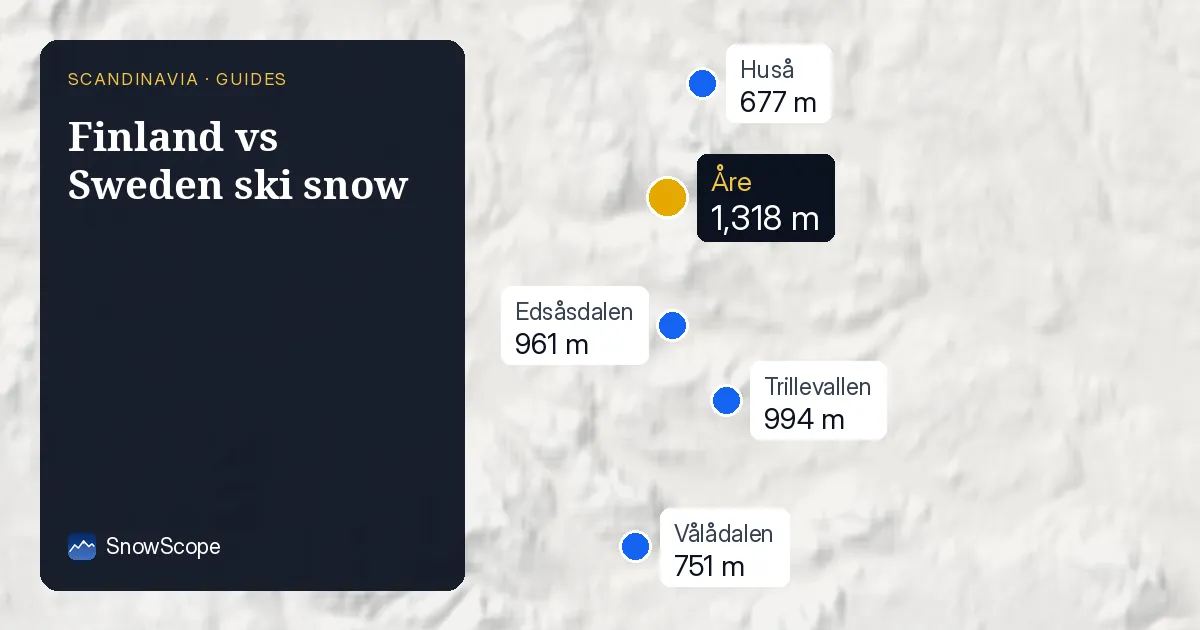 SCANDINAVIA · GUIDES
Finland vs
Sweden ski snow
SnowScope
Huså
677 m
Åre
1,318 m
Edsåsdalen
961 m
Trillevallen
994 m
Vålådalen
751 m